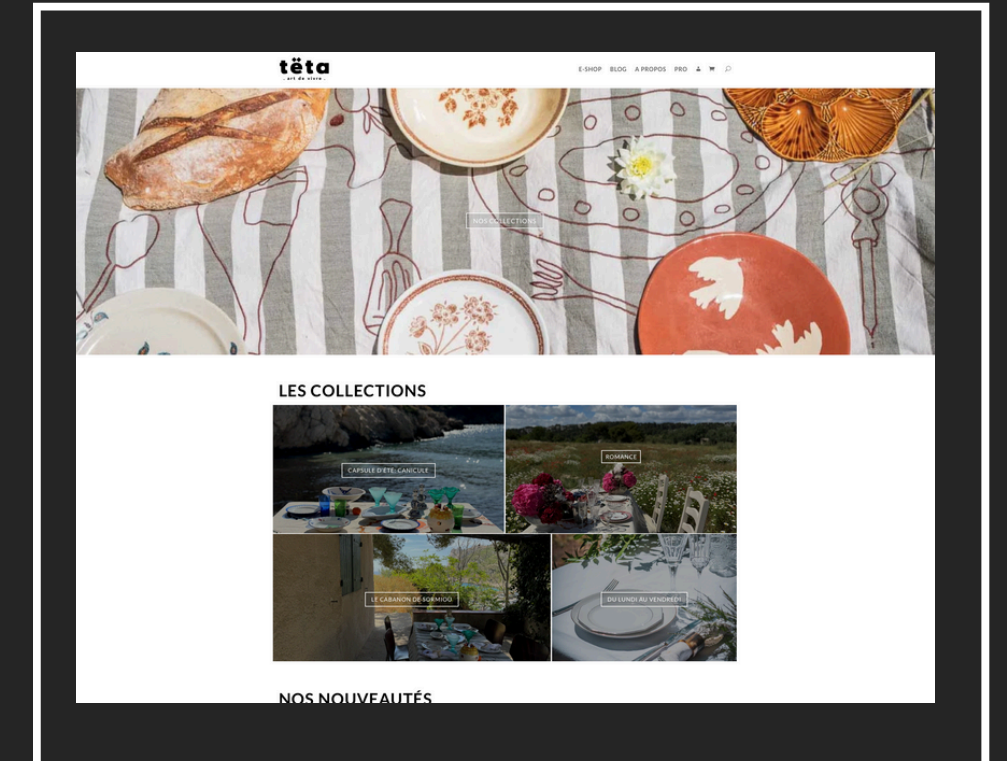 tëta
. art de vivre .
E-SHOP BLOG A PROPOS PRO
NOS COLLECTIONS
LES COLLECTIONS
CAPSULE D'ÉTÉ: CANICULE
ROMANCE
LE CABANON DE SORMIOU
DU LUNDI AU VENDREDI
NOS NOUVEAUTÉS